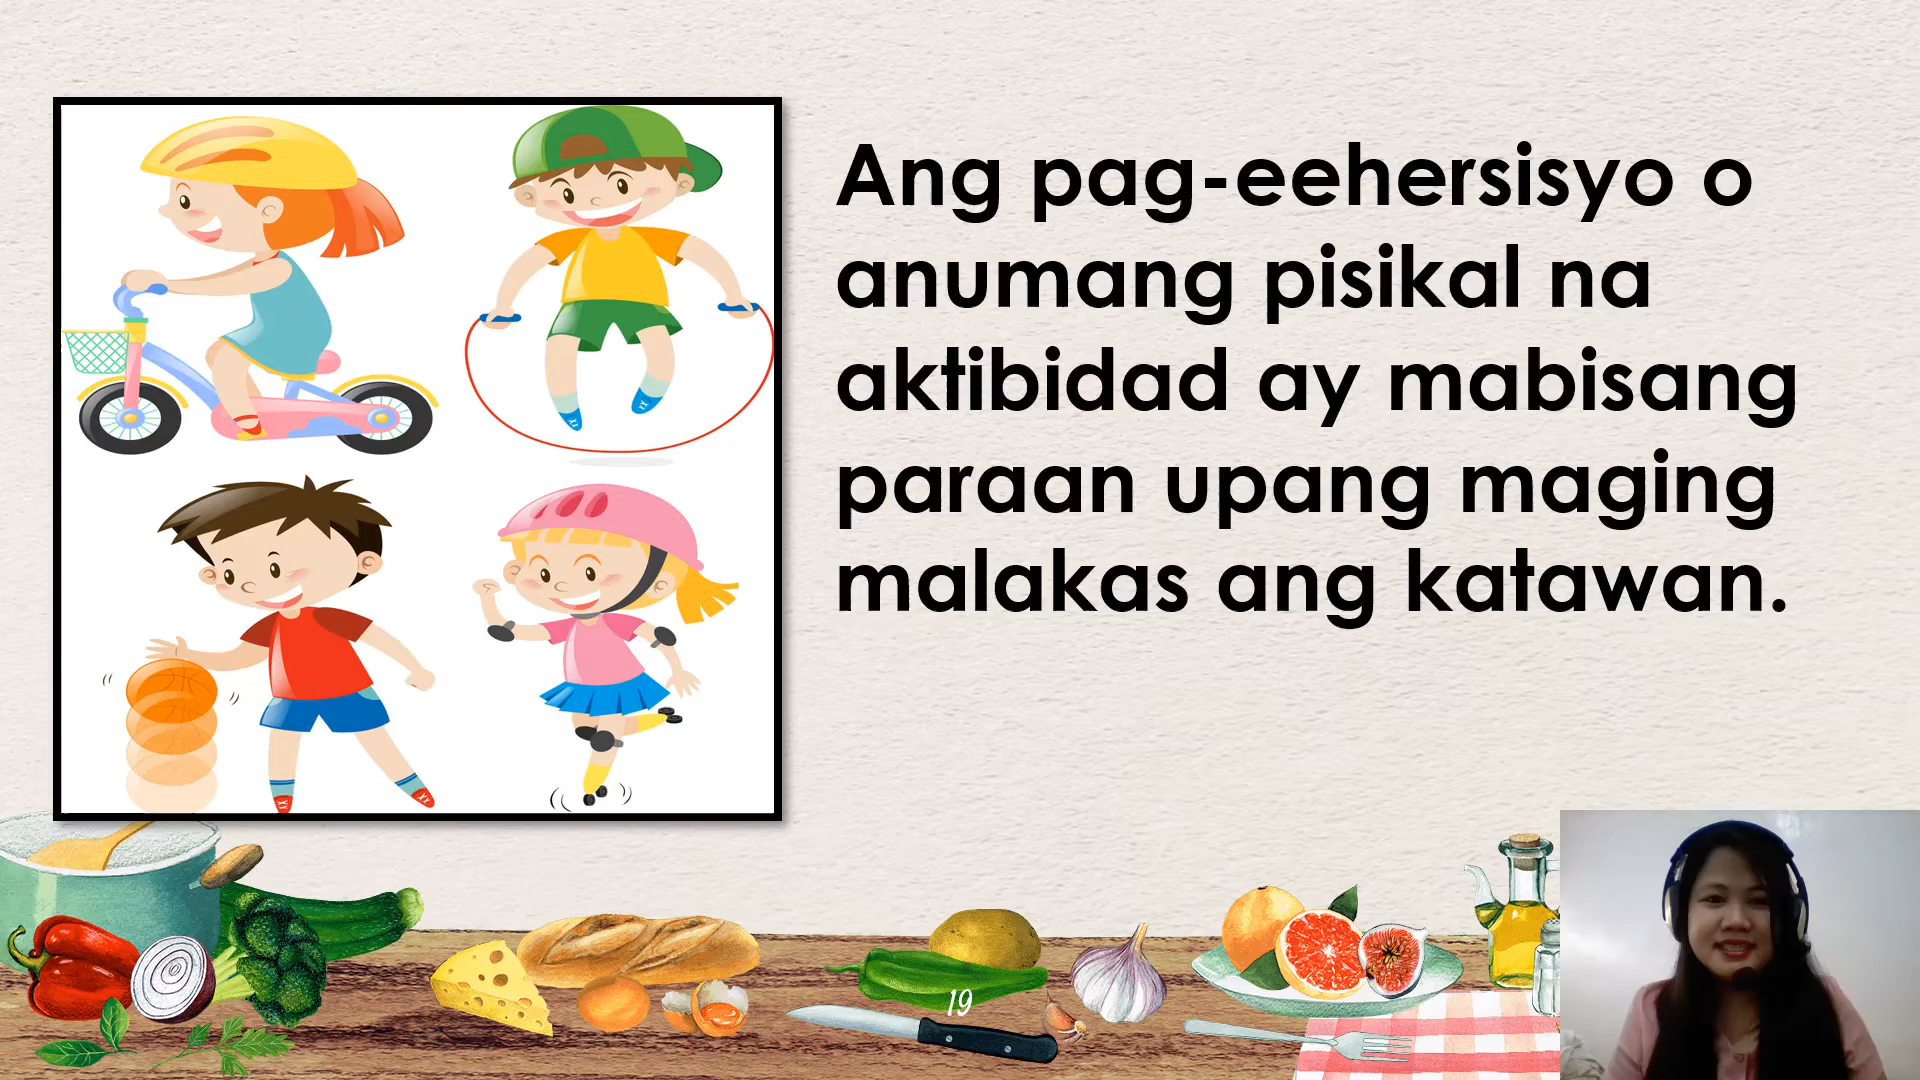 Ang pag-eehersisyo o
anumang pisikal na
aktibidad ay mabisang
paraan upang maging
malakas ang katawan.
19